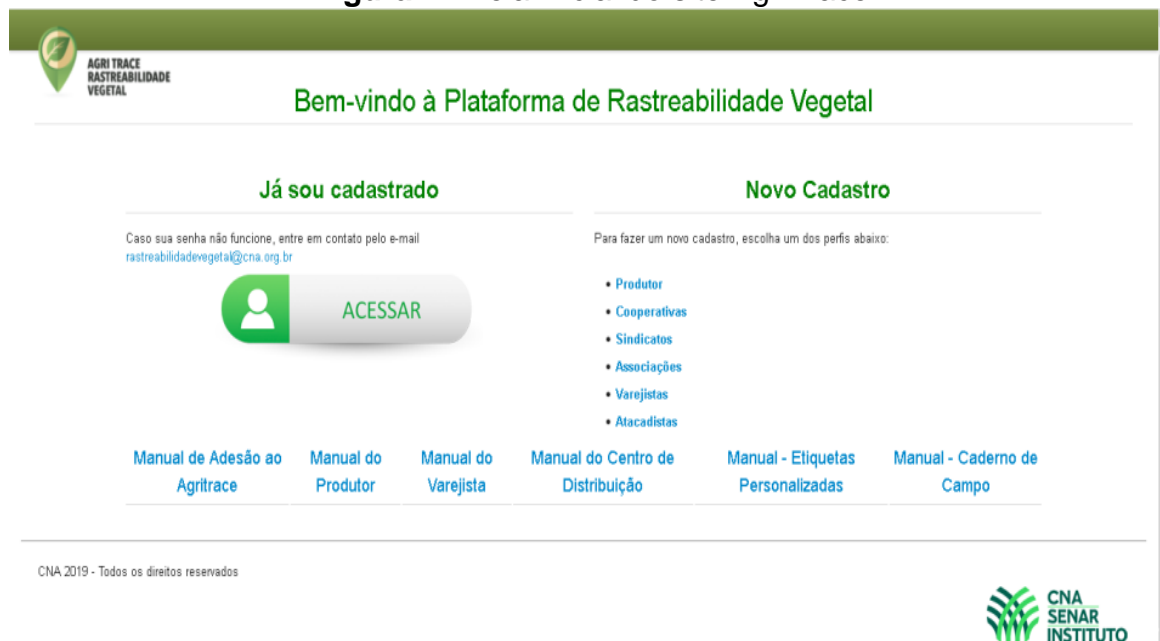 AGRI TRACE
RASTREABILIDADE
VEGETAL
Bem-vindo à Plataforma de Rastreabilidade Vegetal
Já sou cadastrado
Caso sua senha não funcione, entre em contato pelo e-mail
rastreabilidadevegetal@cna.org.br
ACESSAR
Novo Cadastro
Para fazer um novo cadastro, escolha um dos perfis abaixo:
• Produtor
• Cooperativas
• Sindicatos
• Associações
• Varejistas
• Atacadistas
Manual de Adesão ao
Agritrace
Manual do
Produtor
Manual do
Varejista
Manual do Centro de
Distribuição
Manual - Etiquetas
Personalizadas
Manual - Caderno de
Campo
CNA 2019 - Todos os direitos reservados
CNA
SENAR
INSTITUTO